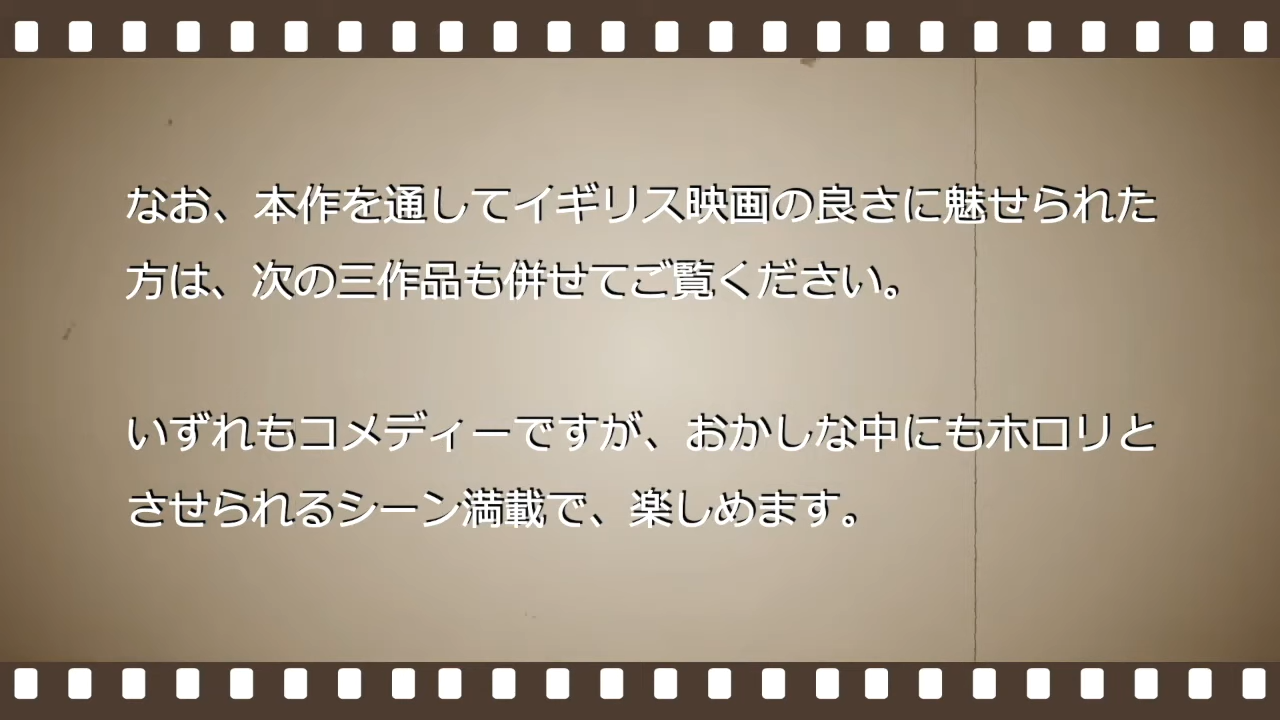 なお、本作を通してイギリス映画の良さに魅せられた
方は、次の三作品も併せてご覧ください。
いずれもコメディーですが、おかしな中にもホロリと
させられるシーン満載で、楽しめます。